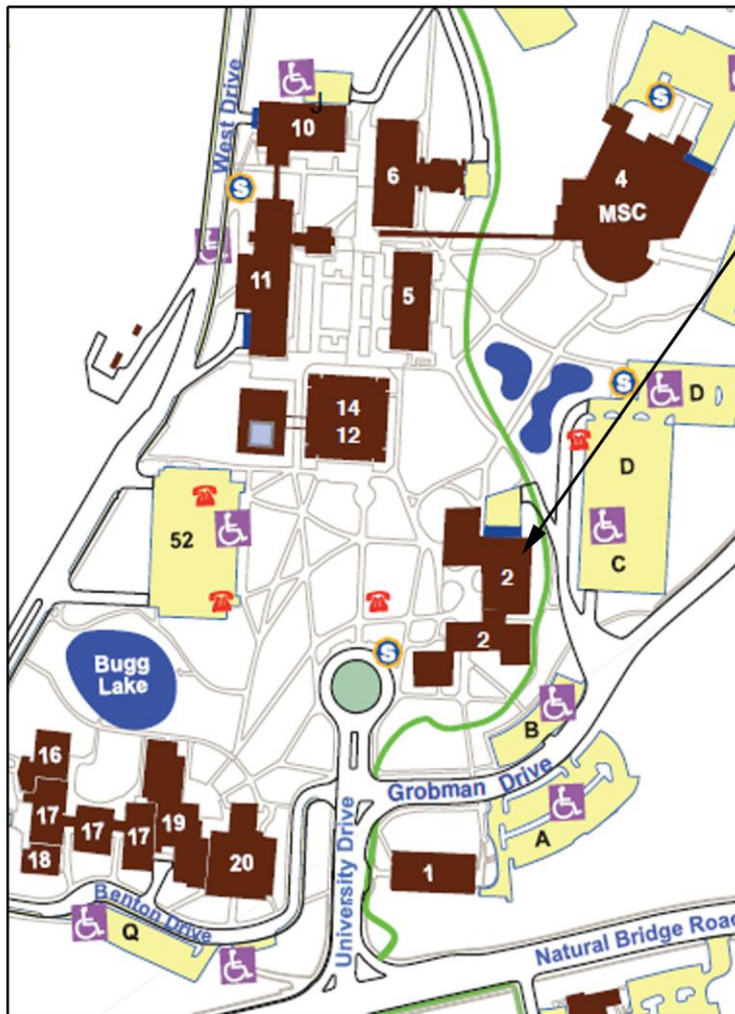 West Drive
J
10
S
6
4
MSC
S
11
5
14
12
S
D
D
52
C
2
2
S
Bugg
Lake
B
Grobman Drive
16
17
17
17
19
18
20
A
1
University Drive
Benton Drive
Q
Natural Bridge Road